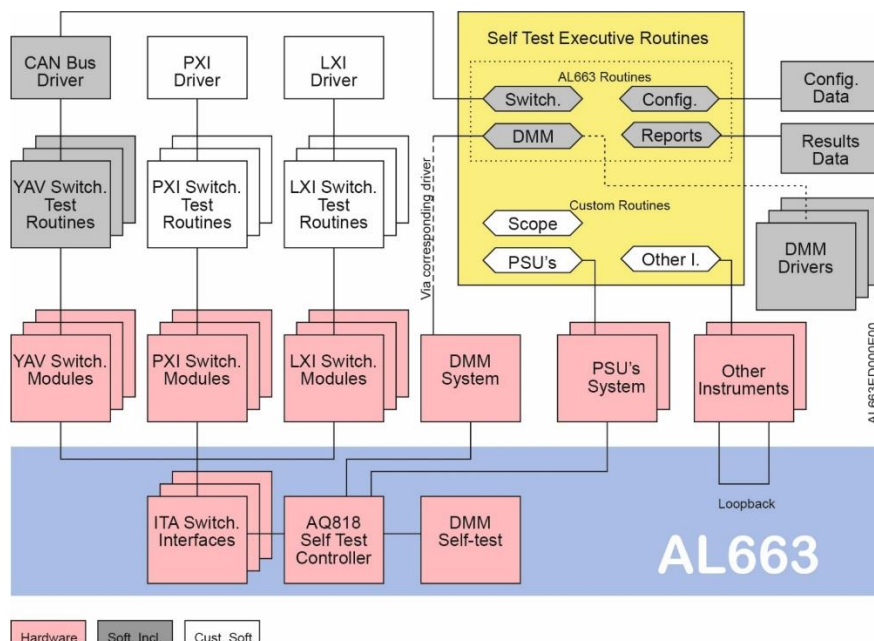 CAN Bus
Driver
PXI
Driver
LXI
Driver
Self Test Executive Routines
AL663 Routines
Switch.
Config.
DMM
Reports
Config.
Data
Results
Data
YAV Switch.
Test
Routines
PXI Switch.
Test
Routines
LXI Switch.
Test
Routines
Via corresponding driver
Custom Routines
Scope
PSU's
Other I.
DMM
Drivers
YAV Switch.
Modules
PXI Switch.
Modules
LXI Switch.
Modules
DMM
System
PSU's
System
Other
Instruments
AL663ED000E00
ITA Switch.
Interfaces
AQ818
Self Test
Controller
DMM
Self-test
Loopback
AL663
Hardware
Soft. Incl.
Cust. Soft